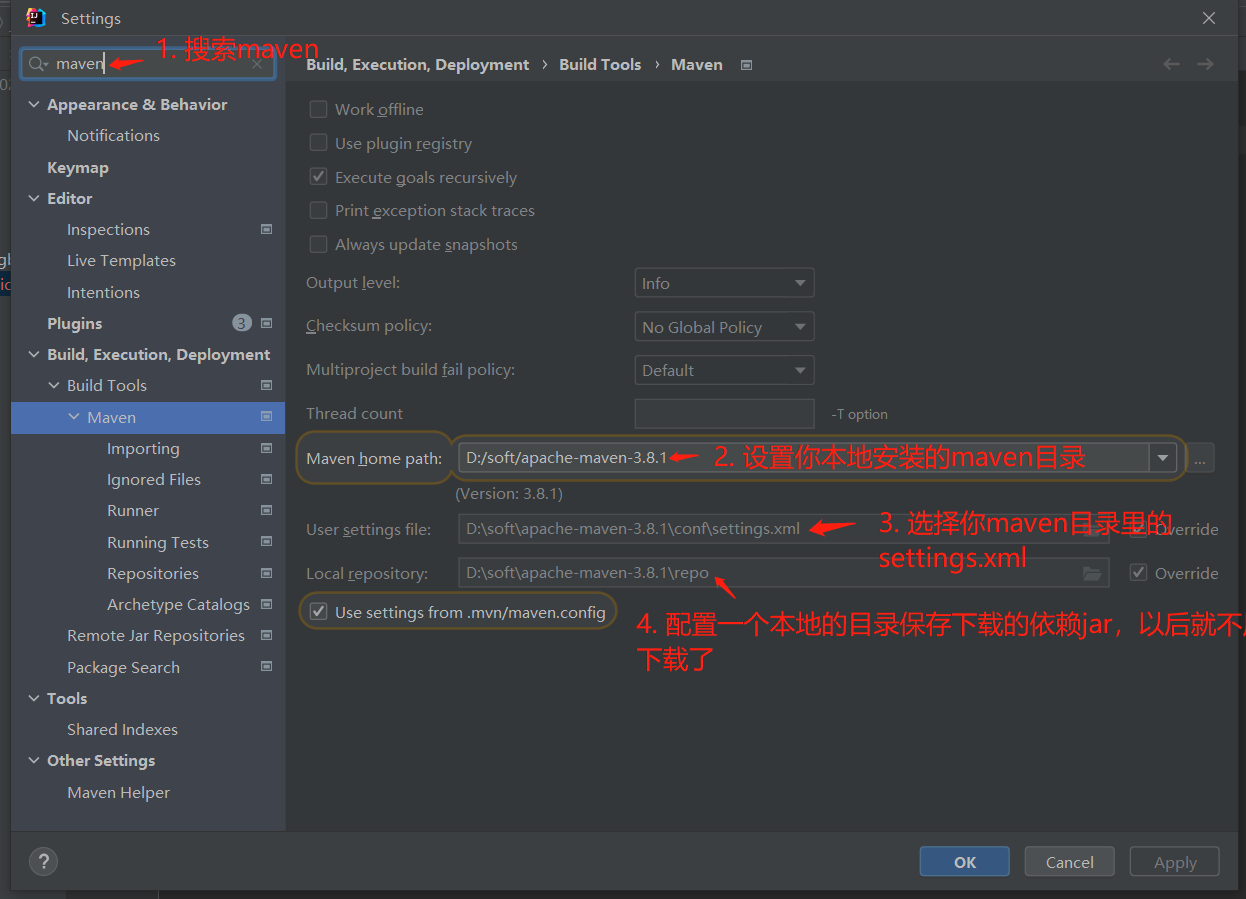 Settings
1. 搜索maven
maven
Build, Execution, Deployment › Build Tools › Maven
Appearance & Behavior
Notifications
Keymap
Editor
Inspections
Live Templates
Intentions
Plugins 3
Build, Execution, Deployment
Build Tools
Maven
Importing
Ignored Files
Runner
Running Tests
Repositories
Archetype Catalogs
Remote Jar Repositories
Package Search
Tools
Shared Indexes
Other Settings
Maven Helper
Work offline
Use plugin registry
Execute goals recursively
Print exception stack traces
Always update snapshots
Output level: Info
Checksum policy: No Global Policy
Multiproject build fail policy: Default
Thread count -T option
Maven home path: D:/soft/apache-maven-3.8.1 2. 设置你本地安装的maven目录 ...
(Version: 3.8.1)
User settings file: D:\soft\apache-maven-3.8.1\conf\settings.xml Override
3. 选择你maven目录里的
settings.xml
Local repository: D:\soft\apache-maven-3.8.1\repo Override
Use settings from .mvn/maven.config
4. 配置一个本地的目录保存下载的依赖jar，以后就不
下载了
? OK Cancel Apply